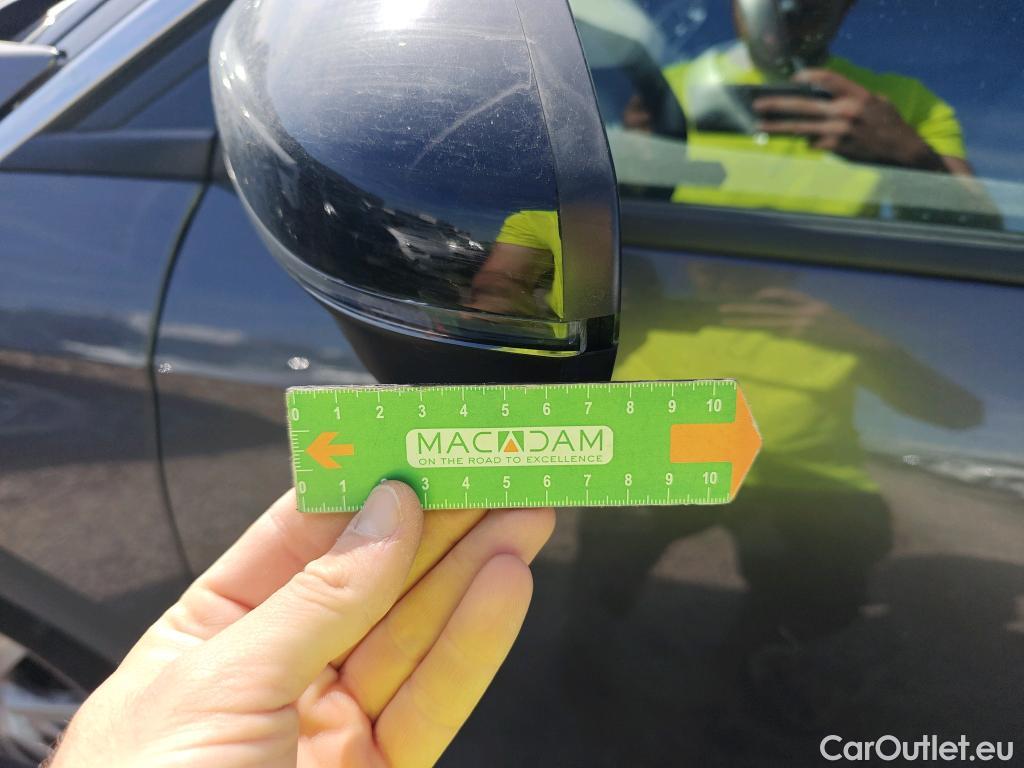 0 1 2 3 4 5 6 7 8 9 10
MACADAM
ON THE ROAD TO EXCELLENCE
0 1 3 4 5 6 7 8 9 10
CarOutlet.eu